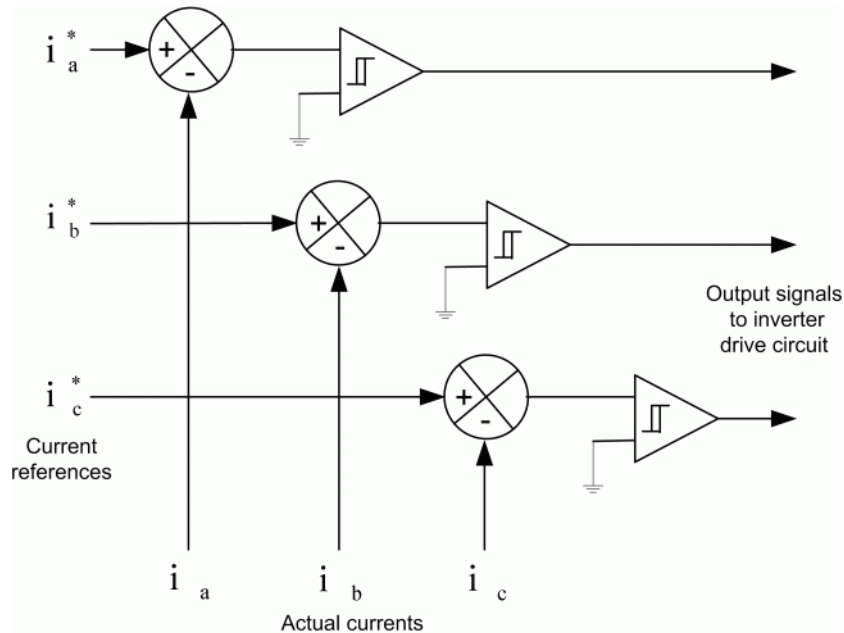 i*a
+
-
i*b
+
-
Output signals
to inverter
drive circuit
i*c
+
-
Current
references
i a
i b
i c
Actual currents